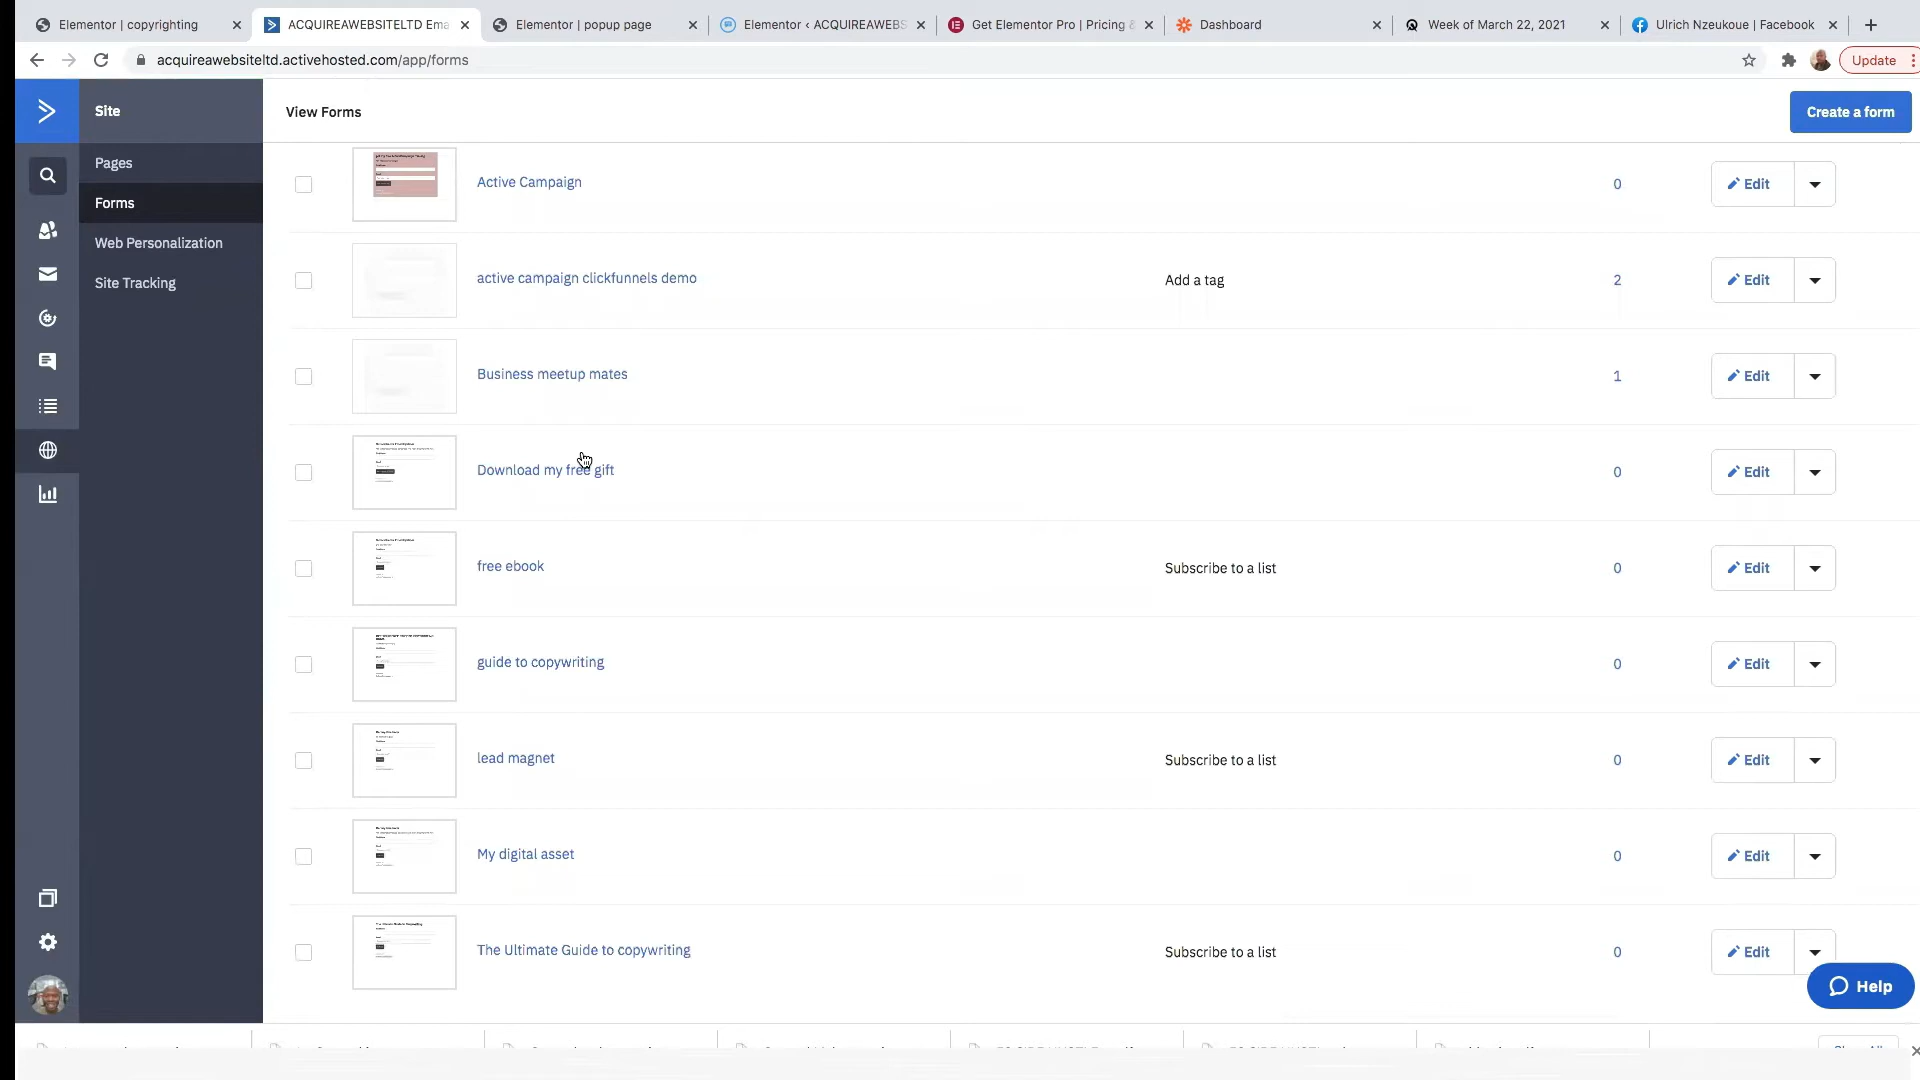 Elementor | copyrighting
ACQUIREAWEBSITELTD Ema
Elementor | popup page
Elementor ‹ ACQUIREAWEBS
Get Elementor Pro | Pricing &
Dashboard
Week of March 22, 2021
Ulrich Nzeukoue | Facebook
acquireawebsiteltd.activehosted.com/app/forms
Update
Site
View Forms
Create a form
Pages
Forms
Web Personalization
Site Tracking
Active Campaign
0
Edit
active campaign clickfunnels demo
Add a tag
2
Edit
Business meetup mates
1
Edit
Download my free gift
0
Edit
free ebook
Subscribe to a list
0
Edit
guide to copywriting
0
Edit
lead magnet
Subscribe to a list
0
Edit
My digital asset
0
Edit
The Ultimate Guide to copywriting
Subscribe to a list
0
Edit
Help